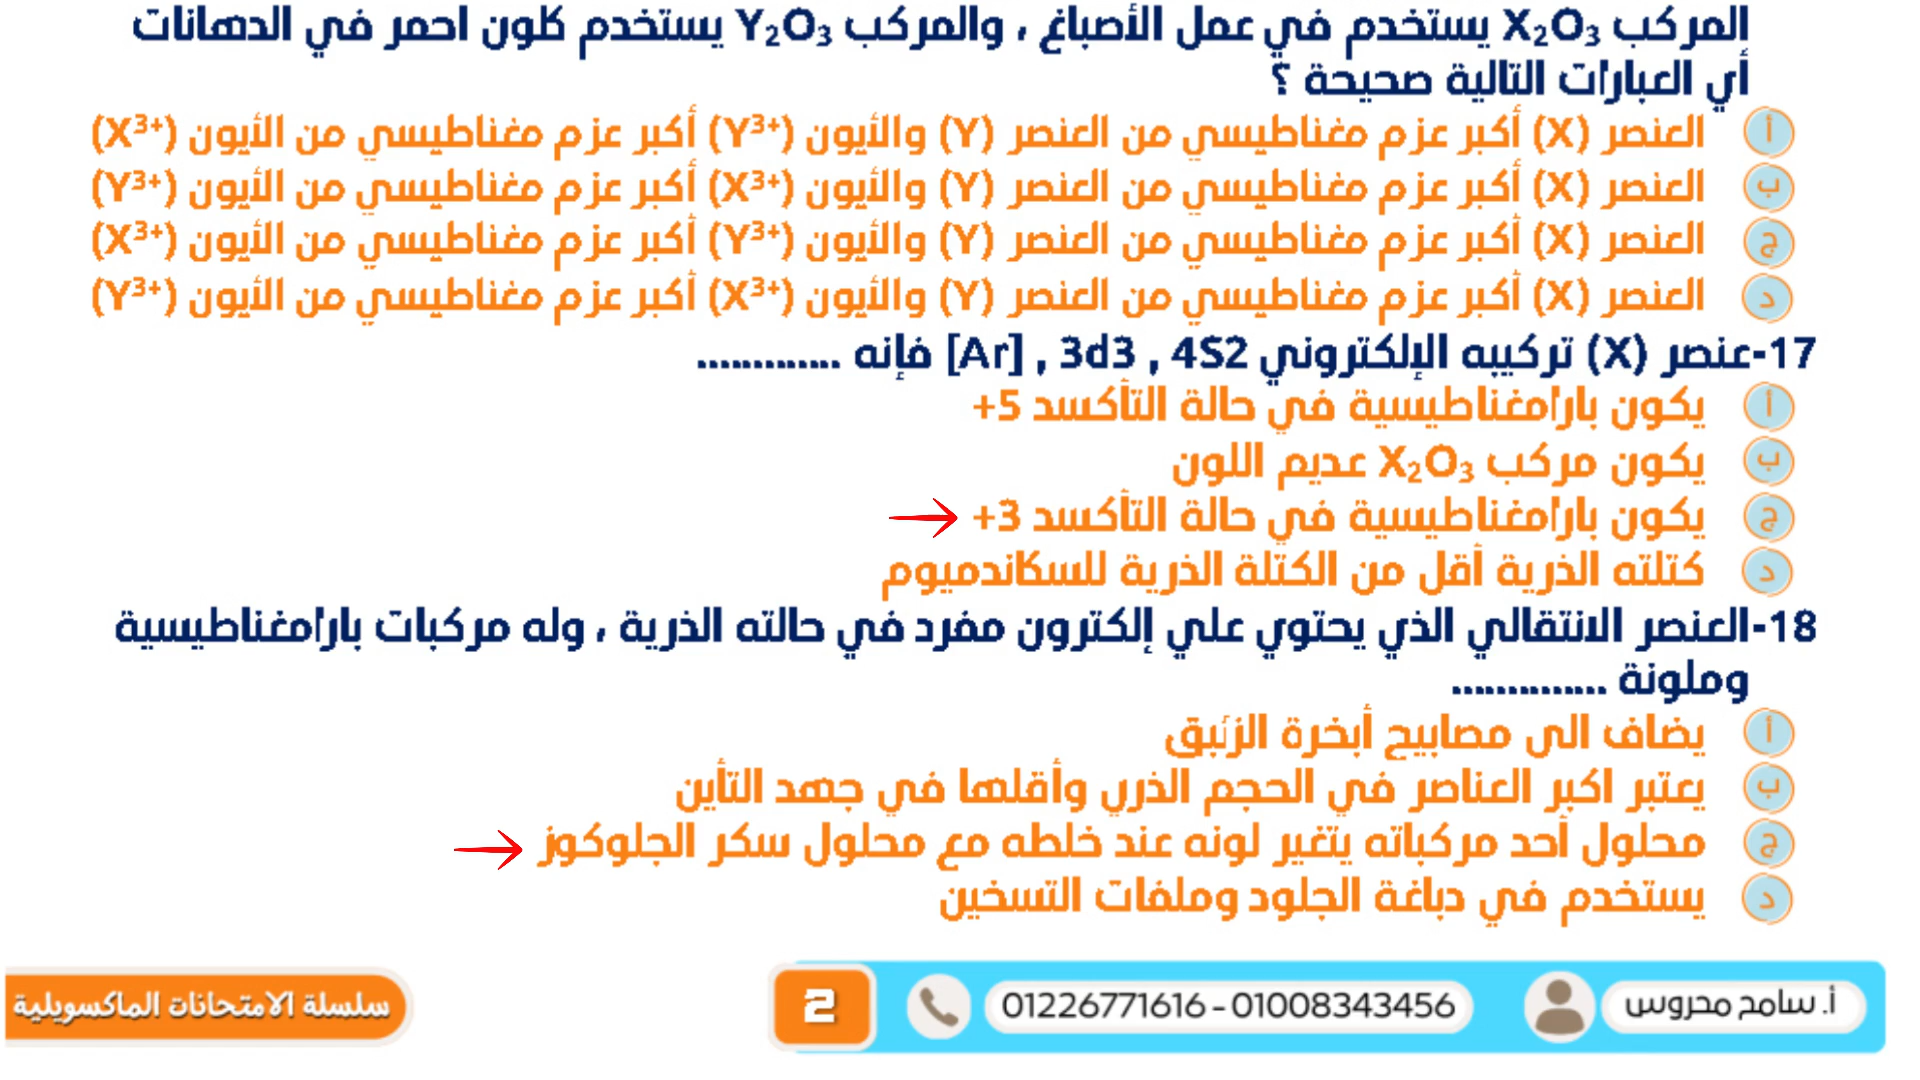 المركب X₂O₃ يستخدم في عمل الأصباغ ، والمركب Y₂O₃ يستخدم كلون احمر في الدهانات
أي العبارات التالية صحيحة ؟
أ العنصر (X) أكبر عزم مغناطيسي من العنصر (Y) والأيون (Y³⁺) أكبر عزم مغناطيسي من الأيون (X³⁺)
ب العنصر (X) أكبر عزم مغناطيسي من العنصر (Y) والأيون (X³⁺) أكبر عزم مغناطيسي من الأيون (Y³⁺)
ج العنصر (X) أكبر عزم مغناطيسي من العنصر (Y) والأيون (Y³⁺) أكبر عزم مغناطيسي من الأيون (X³⁺)
د العنصر (X) أكبر عزم مغناطيسي من العنصر (Y) والأيون (X³⁺) أكبر عزم مغناطيسي من الأيون (Y³⁺)
17-عنصر (X) تركيبه الإلكتروني [Ar] , 3d3 , 4S2 فإنه .............
أ يكون بارامغناطيسية في حالة التأكسد 5+
ب يكون مركب X₂O₃ عديم اللون
ج يكون بارامغناطيسية في حالة التأكسد 3+
د كتلته الذرية أقل من الكتلة الذرية للسكاندميوم
18-العنصر الانتقالي الذي يحتوي علي إلكترون مفرد في حالته الذرية ، وله مركبات بارامغناطيسية
وملونة ..............
أ يضاف الى مصابيح أبخرة الزئبق
ب يعتبر اكبر العناصر في الحجم الذري وأقلها في جهد التأين
ج محلول أحد مركباته يتغير لونه عند خلطه مع محلول سكر الجلوكوز
د يستخدم في دباغة الجلود وملفات التسخين
أ. سامح محروس
01226771616 - 01008343456
2
سلسلة الامتحانات الماكسويلية